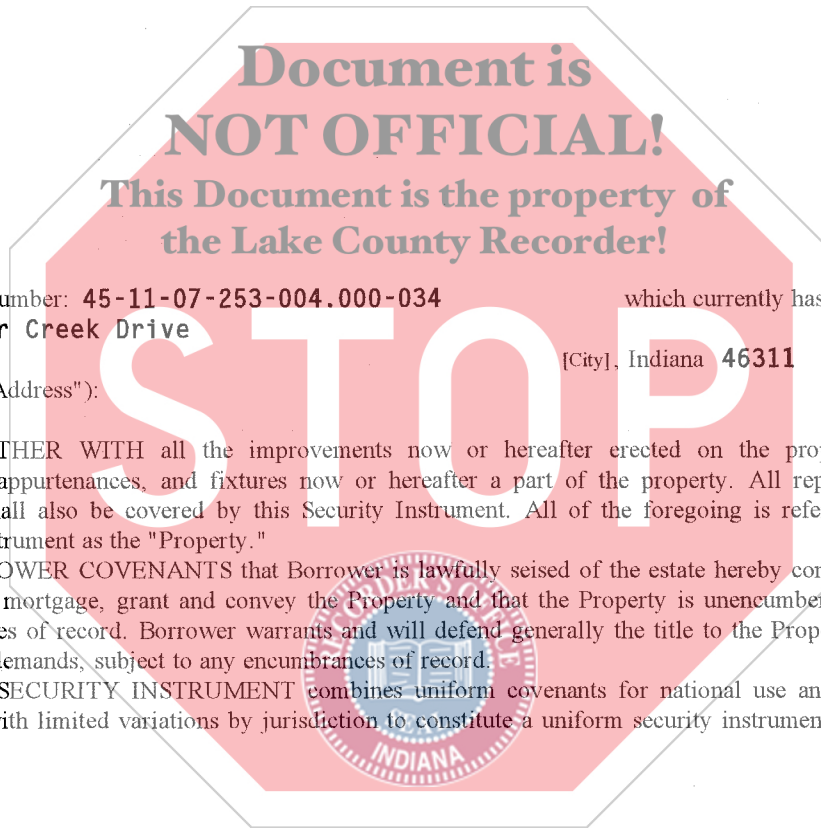 Document is
NOT OFFICIAL!
This Document is the property of
the Lake County Recorder!
umber: 45-11-07-253-004.000-034 which currently has
r Creek Drive
[City], Indiana 46311
Address"):
STOP
THER WITH all the improvements now or hereafter erected on the prop
appurtenances, and fixtures now or hereafter a part of the property. All rep
all also be covered by this Security Instrument. All of the foregoing is refe
trument as the "Property."
OWER COVENANTS that Borrower is lawfully seised of the estate hereby con
mortgage, grant and convey the Property and that the Property is unencumber
es of record. Borrower warrants and will defend generally the title to the Prop
demands, subject to any encumbrances of record.
SECURITY INSTRUMENT combines uniform covenants for national use an
ith limited variations by jurisdiction to constitute a uniform security instrumen
RECORDER'S OFFICE
INDIANA